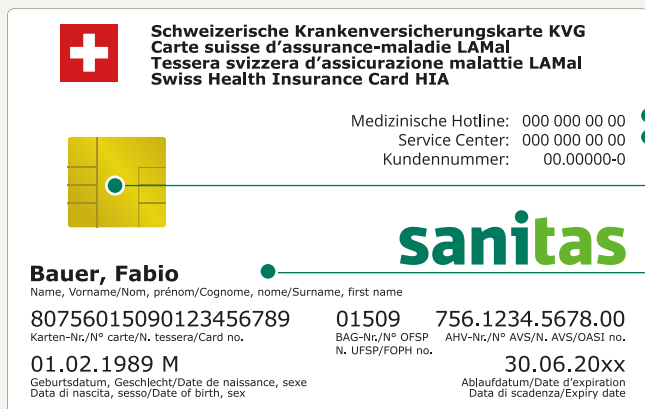 Schweizerische Krankenversicherungskarte KVG
Carte suisse d’assurance-maladie LAMal
Tessera svizzera d’assicurazione malattie LAMal
Swiss Health Insurance Card HIA
Medizinische Hotline: 000 000 00 00
Service Center: 000 000 00 00
Kundennummer: 00.00000-0
sanitas
Bauer, Fabio
Name, Vorname/Nom, prénom/Cognome, nome/Surname, first name
80756015090123456789 01509 756.1234.5678.00
Karten-Nr./N° carte/N. tessera/Card no. BAG-Nr./N° OFSP AHV-Nr/N° AVS/N. AVS/OASI no.
N. UFSP/FOPH no.
01.02.1989 M 30.06.20xx
Geburtsdatum, Geschlecht/Date de naissance, sexe Ablaufdatum/Date d’expiration
Data di nascita, sesso/Date of birth, sex Data di scadenza/Expiry date